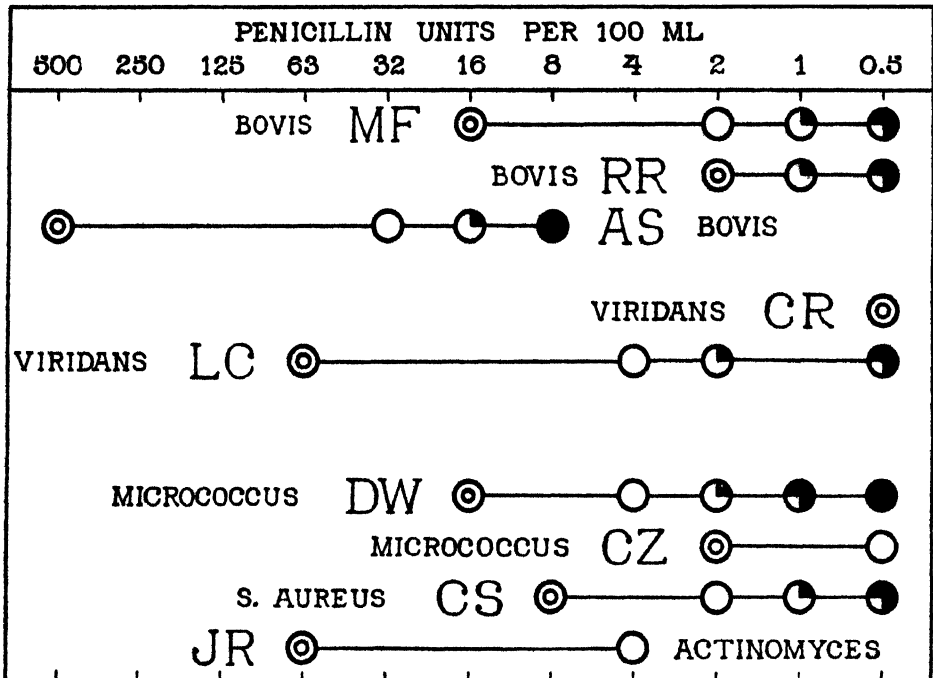 PENICILLIN UNITS PER 100 ML
500 250 125 63 32 16 8 4 2 1 0.5
BOVIS MF
BOVIS RR
AS BOVIS
VIRIDANS CR
VIRIDANS LC
MICROCOCCUS DW
MICROCOCCUS CZ
S. AUREUS CS
JR ACTINOMYCES